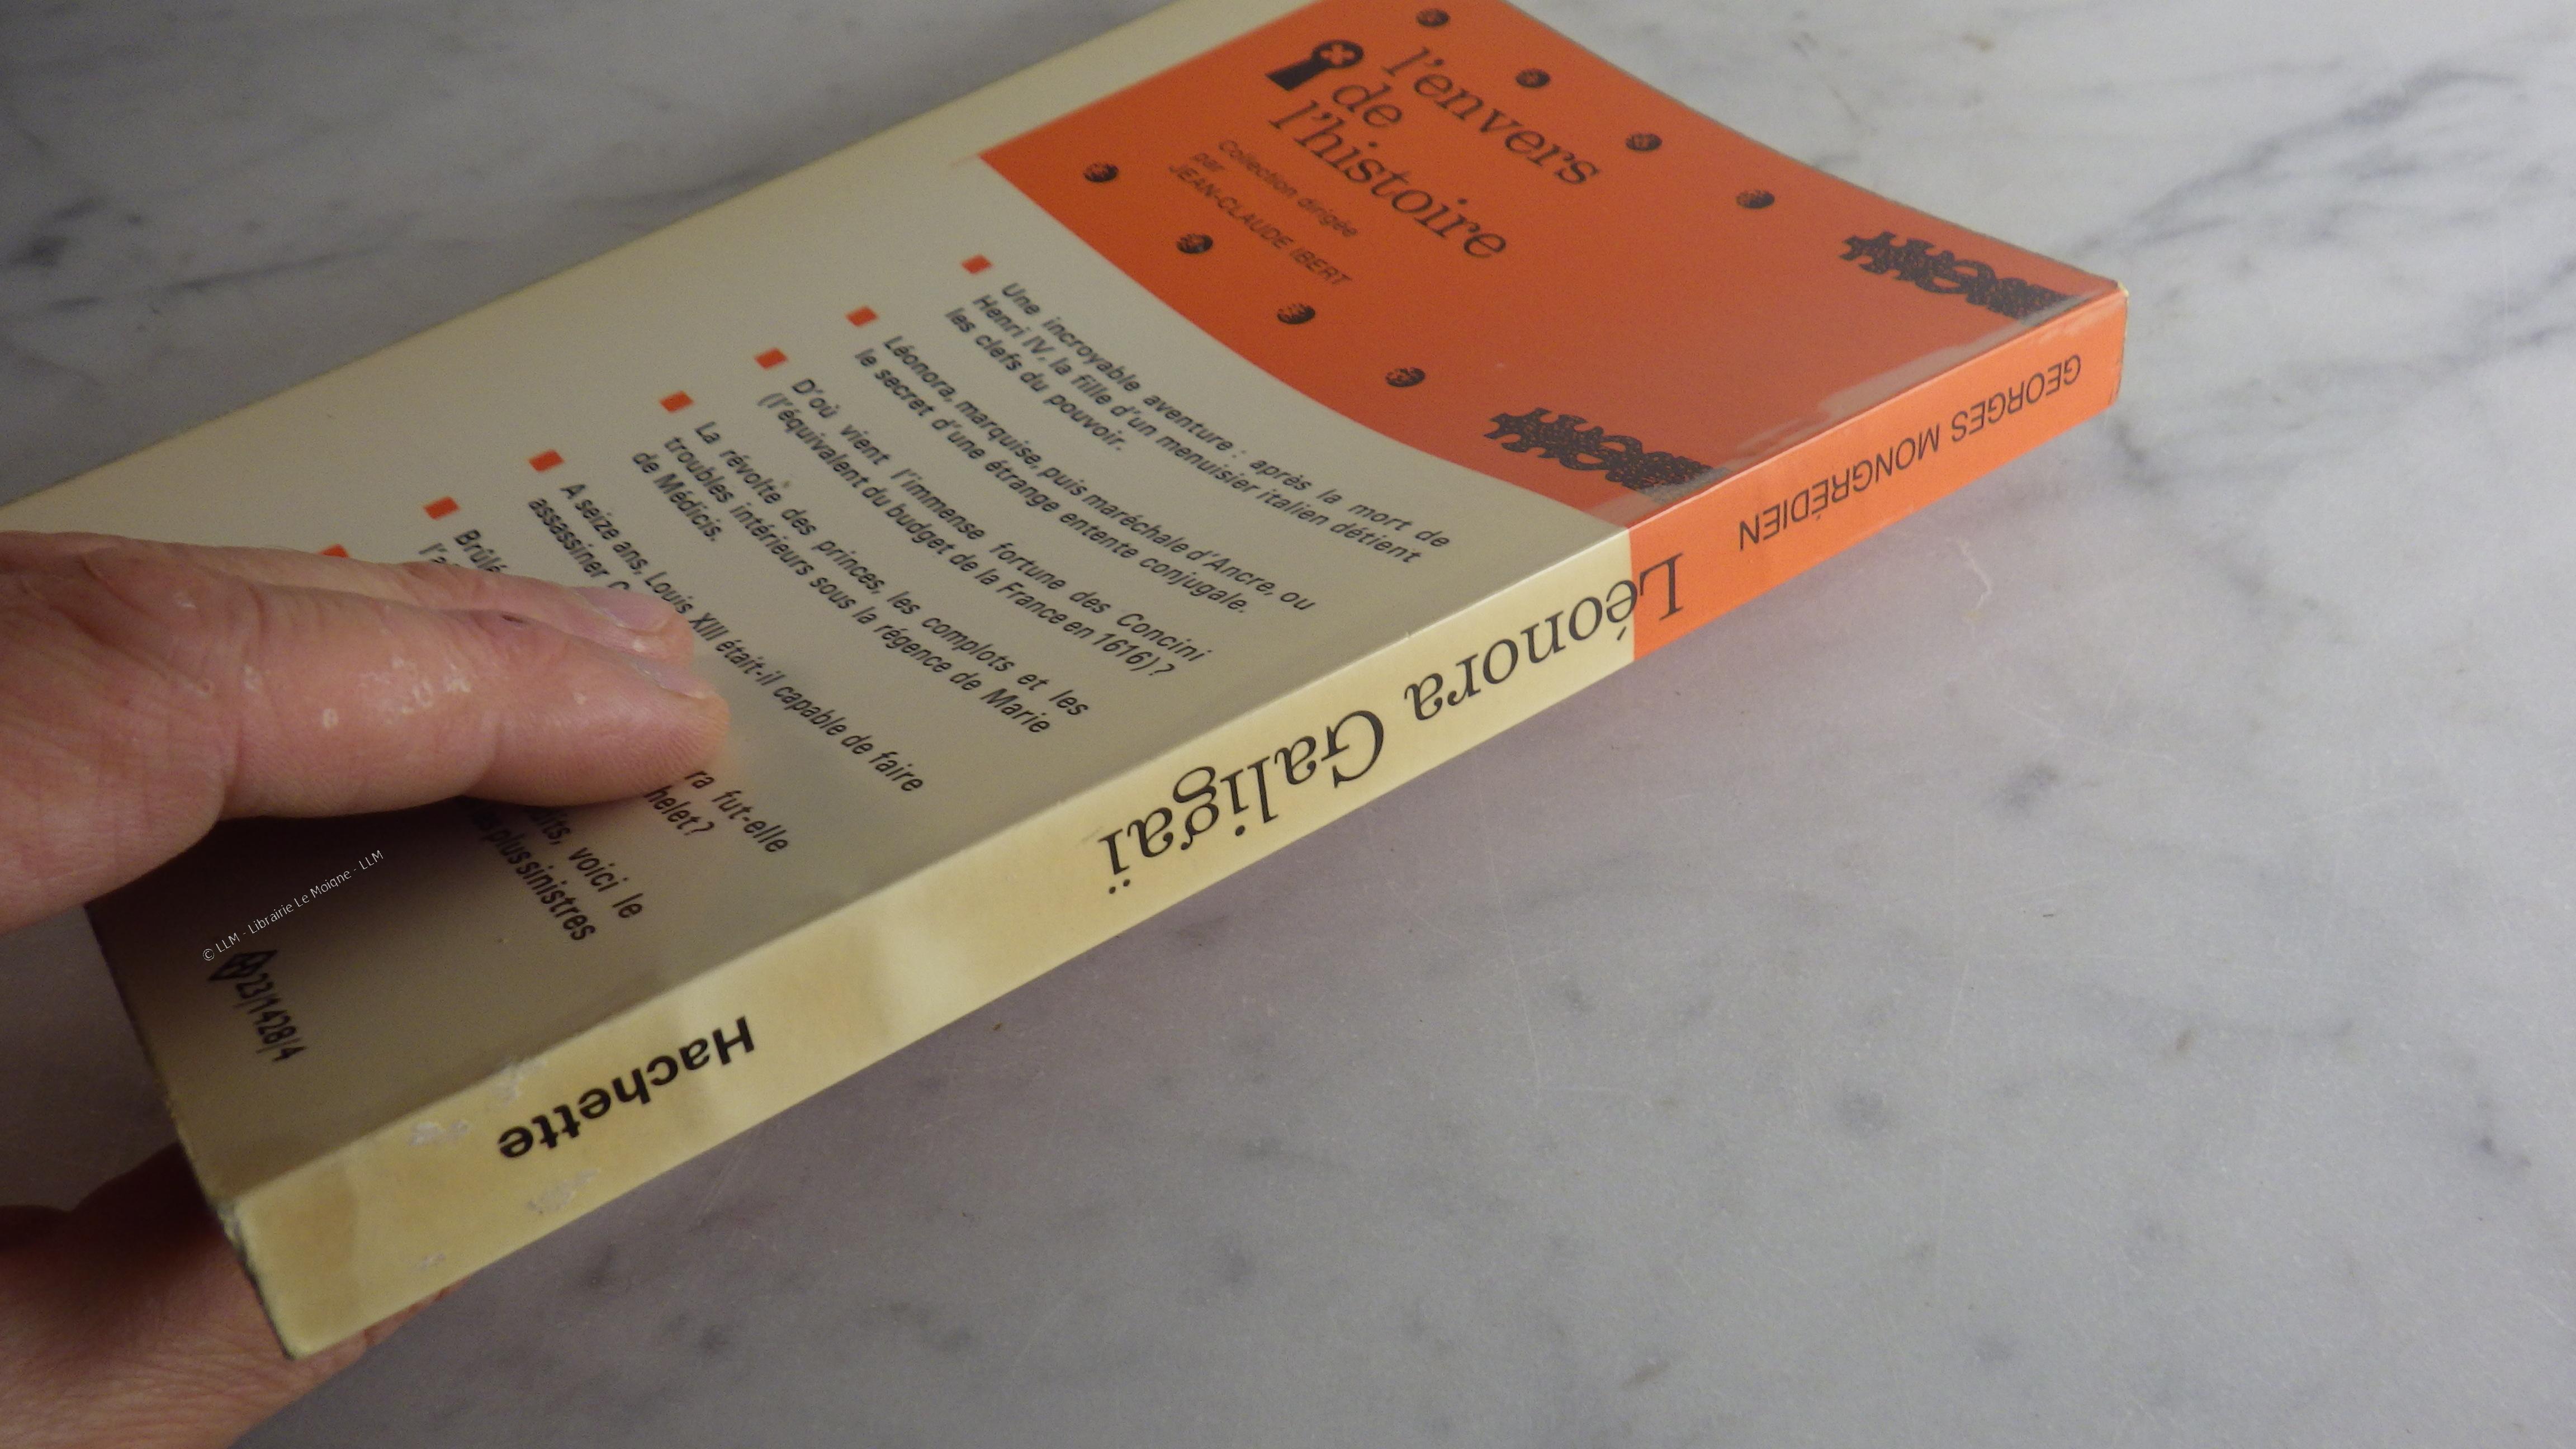 l'envers
de
l'histoire
Collection dirigée
par
JEAN-CLAUDE IBERT
Une incroyable aventure : après la mort de
Henri IV, la fille d'un menuisier italien détient
les clefs du pouvoir.
Léonora, marquise, puis maréchale d'Ancre, ou
le secret d'une étrange entente conjugale.
D'où vient l'immense fortune des Concini
(l'équivalent du budget de la France en 1616) ?
La révolte des princes, les complots et les
troubles intérieurs sous la régence de Marie
de Médicis.
A seize ans, Louis XIII était-il capable de faire
assassiner
fut-elle
voici le
plus sinistres
23/1428/4
GEORGES MONGRÉDIEN
Léonora Galigaï
Hachette
© LLM - Librairie Le Moigne - LLM